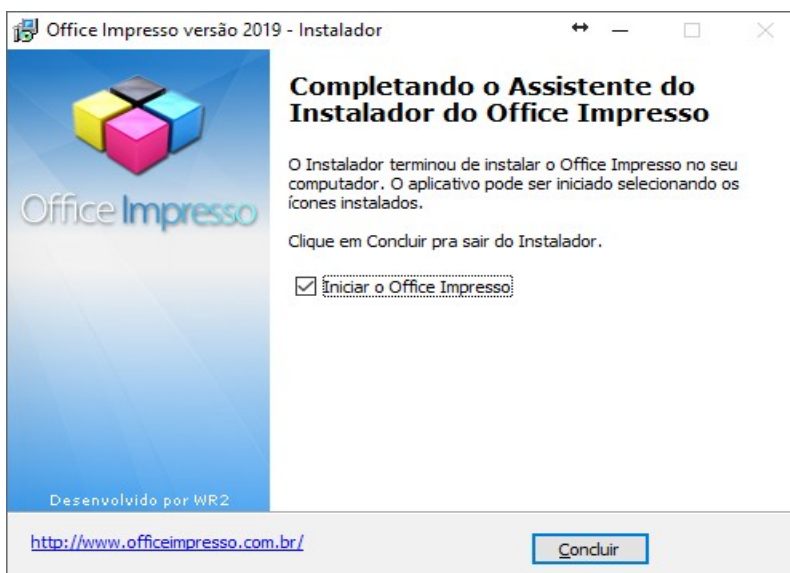 Office Impresso versão 2019 - Instalador
Completando o Assistente do
Instalador do Office Impresso
O Instalador terminou de instalar o Office Impresso no seu
computador. O aplicativo pode ser iniciado selecionando os
ícones instalados.
Clique em Concluir pra sair do Instalador.
Iniciar o Office Impresso
Office Impresso
Desenvolvido por WR2
http://www.officeimpresso.com.br/
Concluir